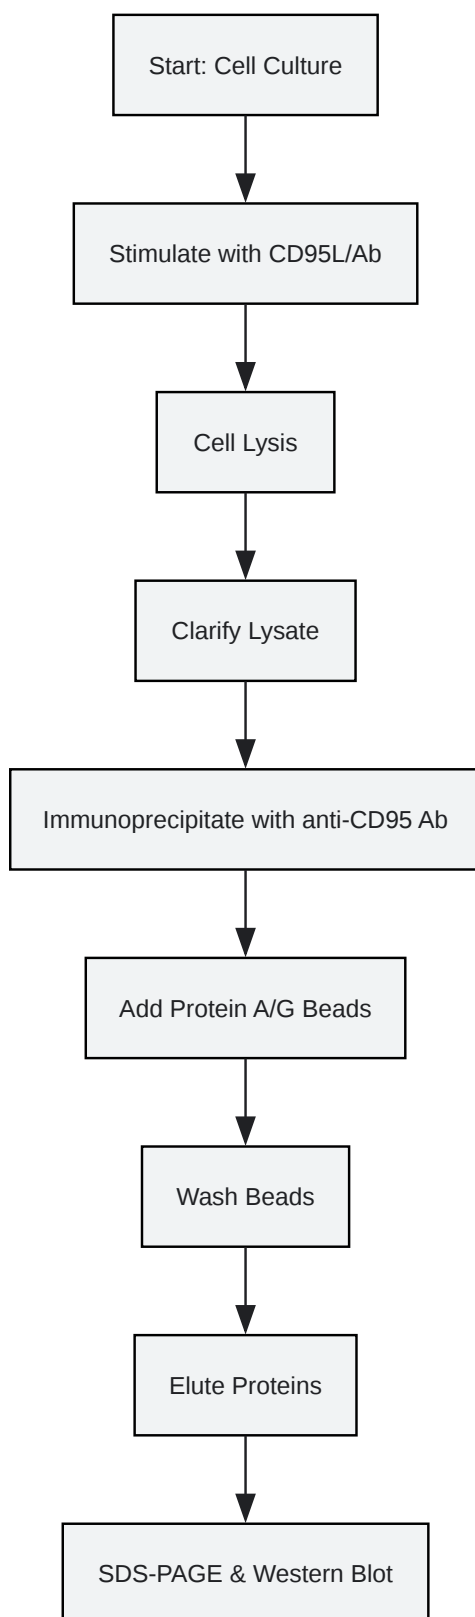 Start: Cell Culture
Stimulate with CD95L/Ab
Cell Lysis
Clarify Lysate
Immunoprecipitate with anti-CD95 Ab
Add Protein A/G Beads
Wash Beads
Elute Proteins
SDS-PAGE & Western Blot